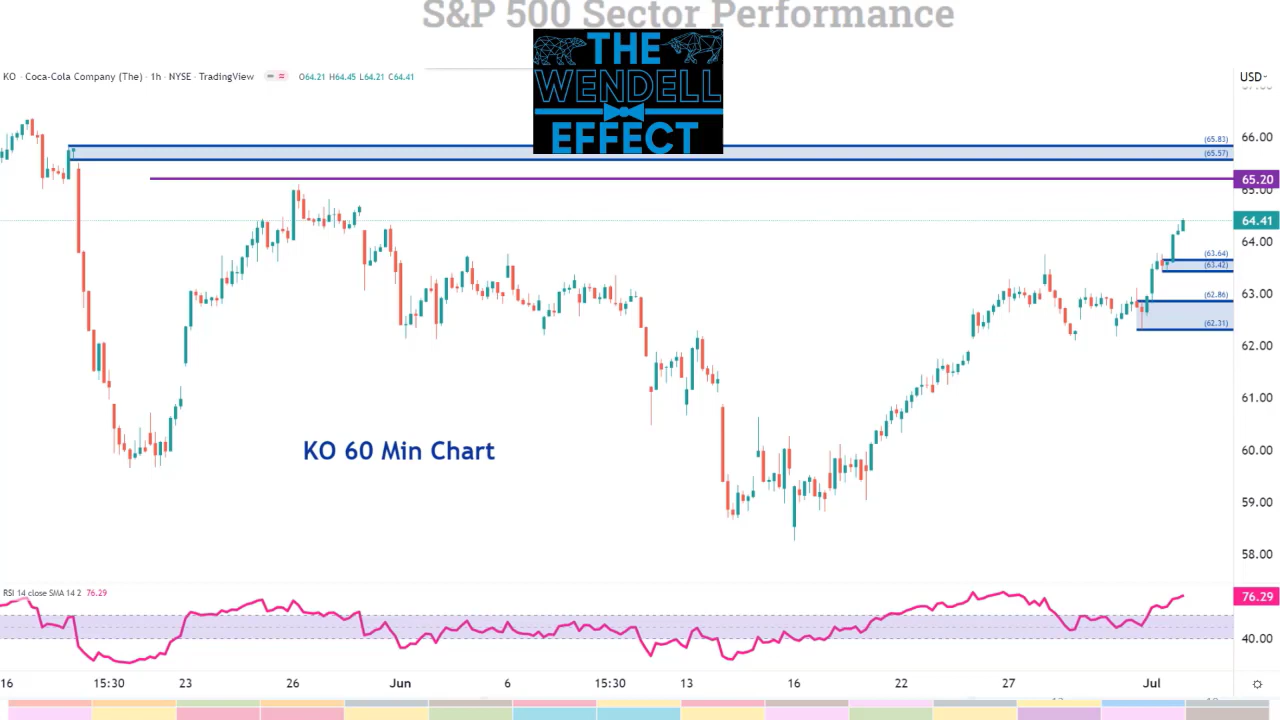 S&P 500 Sector Performance
THE
WENDELL
EFFECT
KO · Coca-Cola Company (The) · 1h · NYSE · TradingView
O64.21 H64.45 L64.21 C64.41
USD
67.00
66.00
(65.83)
(65.57)
65.20
65.00
64.41
64.00
(63.64)
(63.42)
63.00
(62.86)
(62.31)
62.00
61.00
KO 60 Min Chart
60.00
59.00
58.00
RSI 14 close SMA 14 2 76.29
76.29
40.00
16 15:30 23 26 Jun 6 15:30 13 16 22 27 Jul